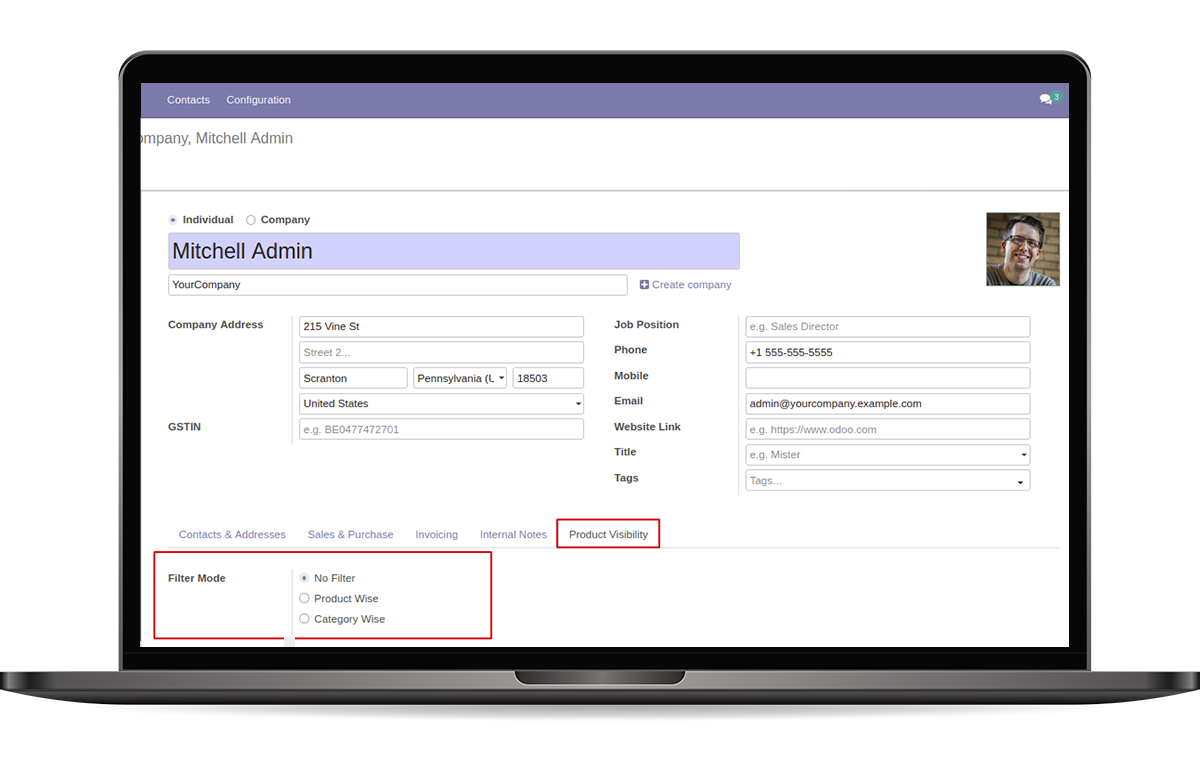 Contacts Configuration 3
ompany, Mitchell Admin
Individual Company
Mitchell Admin
YourCompany Create company
Company Address 215 Vine St Job Position e.g. Sales Director
Street 2... Phone +1 555-555-5555
Scranton Pennsylvania (U 18503 Mobile
United States Email admin@yourcompany.example.com
GSTIN e.g. BE0477472701 Website Link e.g. https://www.odoo.com
Title e.g. Mister
Tags Tags...
Contacts & Addresses Sales & Purchase Invoicing Internal Notes Product Visibility
Filter Mode No Filter
Product Wise
Category Wise